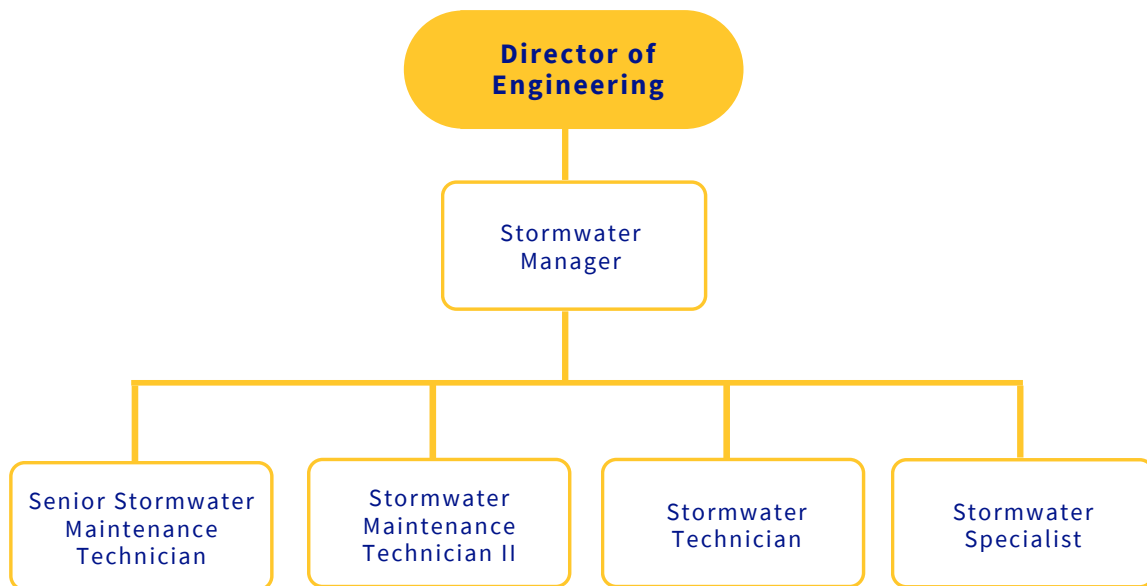 Director of
Engineering
Stormwater
Manager
Senior Stormwater
Maintenance
Technician
Stormwater
Maintenance
Technician II
Stormwater
Technician
Stormwater
Specialist